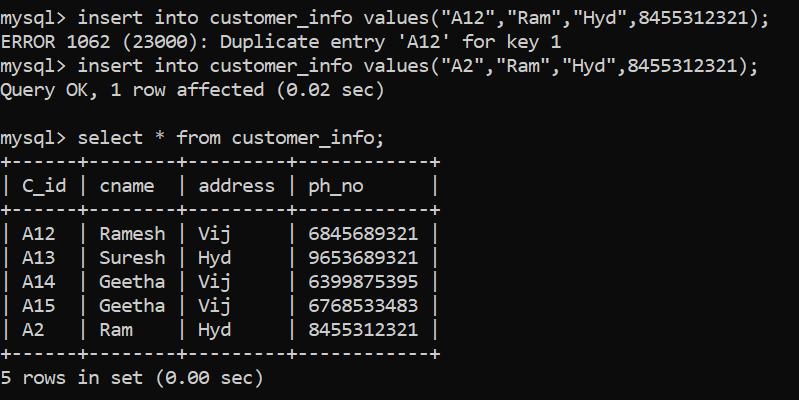 mysql> insert into customer_info values("A12","Ram","Hyd",8455312321);
ERROR 1062 (23000): Duplicate entry 'A12' for key 1
mysql> insert into customer_info values("A2","Ram","Hyd",8455312321);
Query OK, 1 row affected (0.02 sec)

mysql> select * from customer_info;
+------+--------+---------+------------+
| C_id | cname  | address | ph_no      |
+------+--------+---------+------------+
| A12  | Ramesh | Vij     | 6845689321 |
| A13  | Suresh | Hyd     | 9653689321 |
| A14  | Geetha | Vij     | 6399875395 |
| A15  | Geetha | Vij     | 6768533483 |
| A2   | Ram    | Hyd     | 8455312321 |
+------+--------+---------+------------+
5 rows in set (0.00 sec)